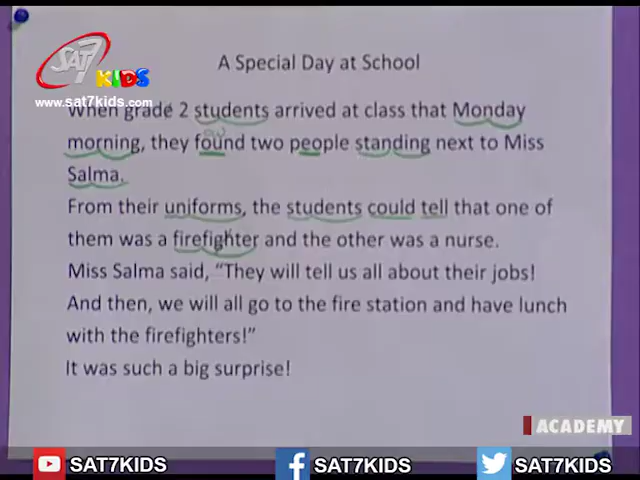 A Special Day at School
SAT 7
KIDS
www.sat7kids.com
When grade 2 students arrived at class that Monday
morning, they found two people standing next to Miss
Salma.
From their uniforms, the students could tell that one of
them was a firefighter and the other was a nurse.
Miss Salma said, “They will tell us all about their jobs!
And then, we will all go to the fire station and have lunch
with the firefighters!”
It was such a big surprise!
ACADEMY
SAT7KIDS SAT7KIDS SAT7KIDS